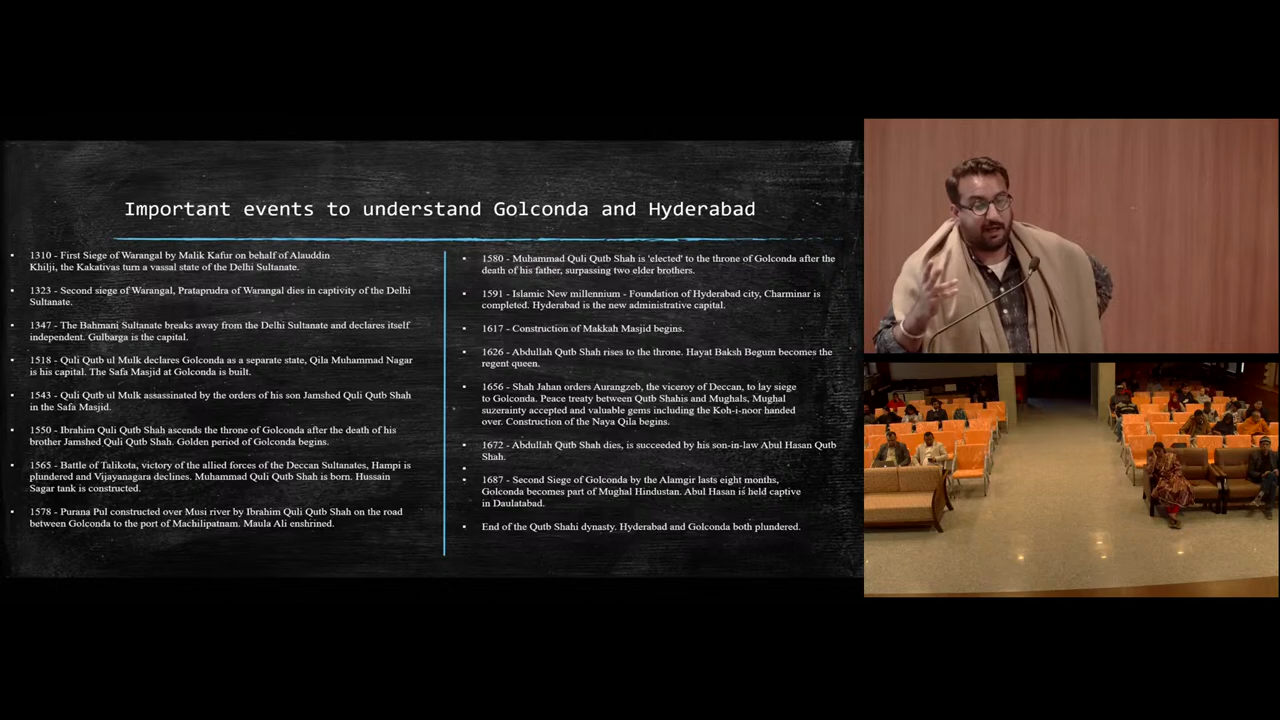 Important events to understand Golconda and Hyderabad
1310 - First Siege of Warangal by Malik Kafur on behalf of Alauddin
Khilji, the Kakativas turn a vassal state of the Delhi Sultanate.
1323 - Second siege of Warangal, Prataprudra of Warangal dies in captivity of the Delhi
Sultanate.
1347 - The Bahmani Sultanate breaks away from the Delhi Sultanate and declares itself
independent. Gulbarga is the capital.
1518 - Quli Qutb ul Mulk declares Golconda as a separate state, Qila Muhammad Nagar
is his capital. The Safa Masjid at Golconda is built.
1543 - Quli Qutb ul Mulk assassinated by the orders of his son Jamshed Quli Qutb Shah
in the Safa Masjid.
1550 - Ibrahim Quli Qutb Shah ascends the throne of Golconda after the death of his
brother Jamshed Quli Qutb Shah. Golden period of Golconda begins.
1565 - Battle of Talikota, victory of the allied forces of the Deccan Sultanates, Hampi is
plundered and Vijayanagara declines. Muhammad Quli Qutb Shah is born. Hussain
Sagar tank is constructed.
1578 - Purana Pul constructed over Musi river by Ibrahim Quli Qutb Shah on the road
between Golconda to the port of Machilipatnam. Maula Ali enshrined.
1580 - Muhammad Quli Qutb Shah is 'elected' to the throne of Golconda after the
death of his father, surpassing two elder brothers.
1591 - Islamic New millennium - Foundation of Hyderabad city, Charminar is
completed. Hyderabad is the new administrative capital.
1617 - Construction of Makkah Masjid begins.
1626 - Abdullah Qutb Shah rises to the throne. Hayat Baksh Begum becomes the
regent queen.
1656 - Shah Jahan orders Aurangzeb, the viceroy of Deccan, to lay siege
to Golconda. Peace treaty between Qutb Shahis and Mughals, Mughal
suzerainty accepted and valuable gems including the Koh-i-noor handed
over. Construction of the Naya Qila begins.
1672 - Abdullah Qutb Shah dies, is succeeded by his son-in-law Abul Hasan Qutb
Shah.
1687 - Second Siege of Golconda by the Alamgir lasts eight months,
Golconda becomes part of Mughal Hindustan. Abul Hasan is held captive
in Daulatabad.
End of the Qutb Shahi dynasty. Hyderabad and Golconda both plundered.